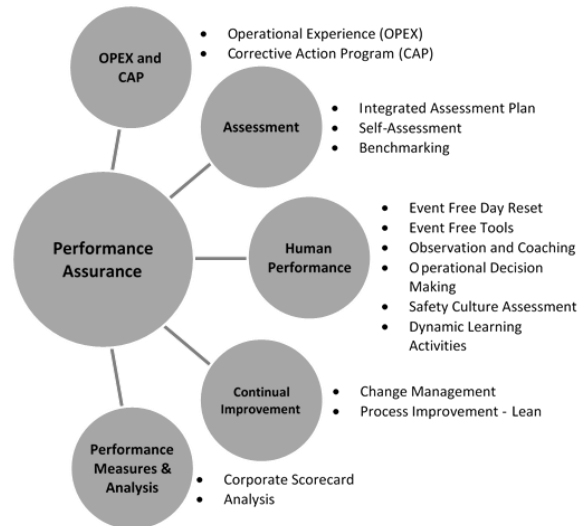 OPEX and
CAP
• Operational Experience (OPEX)
• Corrective Action Program (CAP)
Assessment
• Integrated Assessment Plan
• Self-Assessment
• Benchmarking
Performance
Assurance
Human
Performance
• Event Free Day Reset
• Event Free Tools
• Observation and Coaching
• Operational Decision
Making
• Safety Culture Assessment
• Dynamic Learning
Activities
Continual
Improvement
• Change Management
• Process Improvement - Lean
Performance
Measures &
Analysis
• Corporate Scorecard
• Analysis